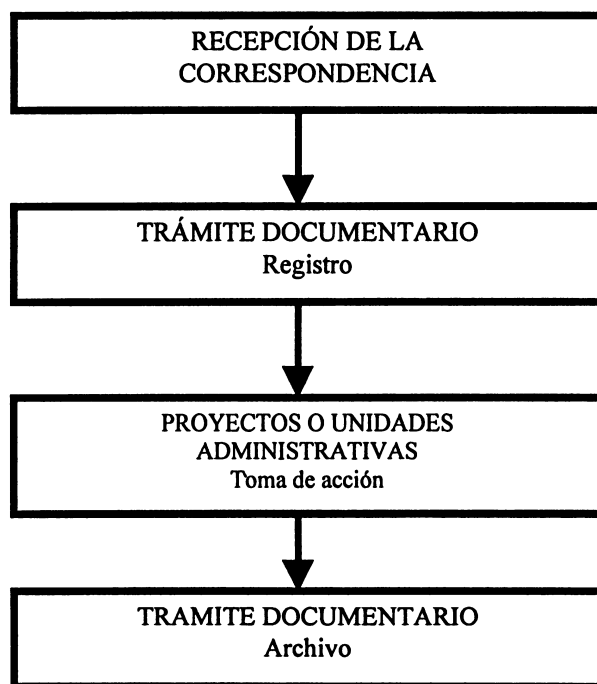 RECEPCIÓN DE LA
CORRESPONDENCIA
TRÁMITE DOCUMENTARIO
Registro
PROYECTOS O UNIDADES
ADMINISTRATIVAS
Toma de acción
TRAMITE DOCUMENTARIO
Archivo